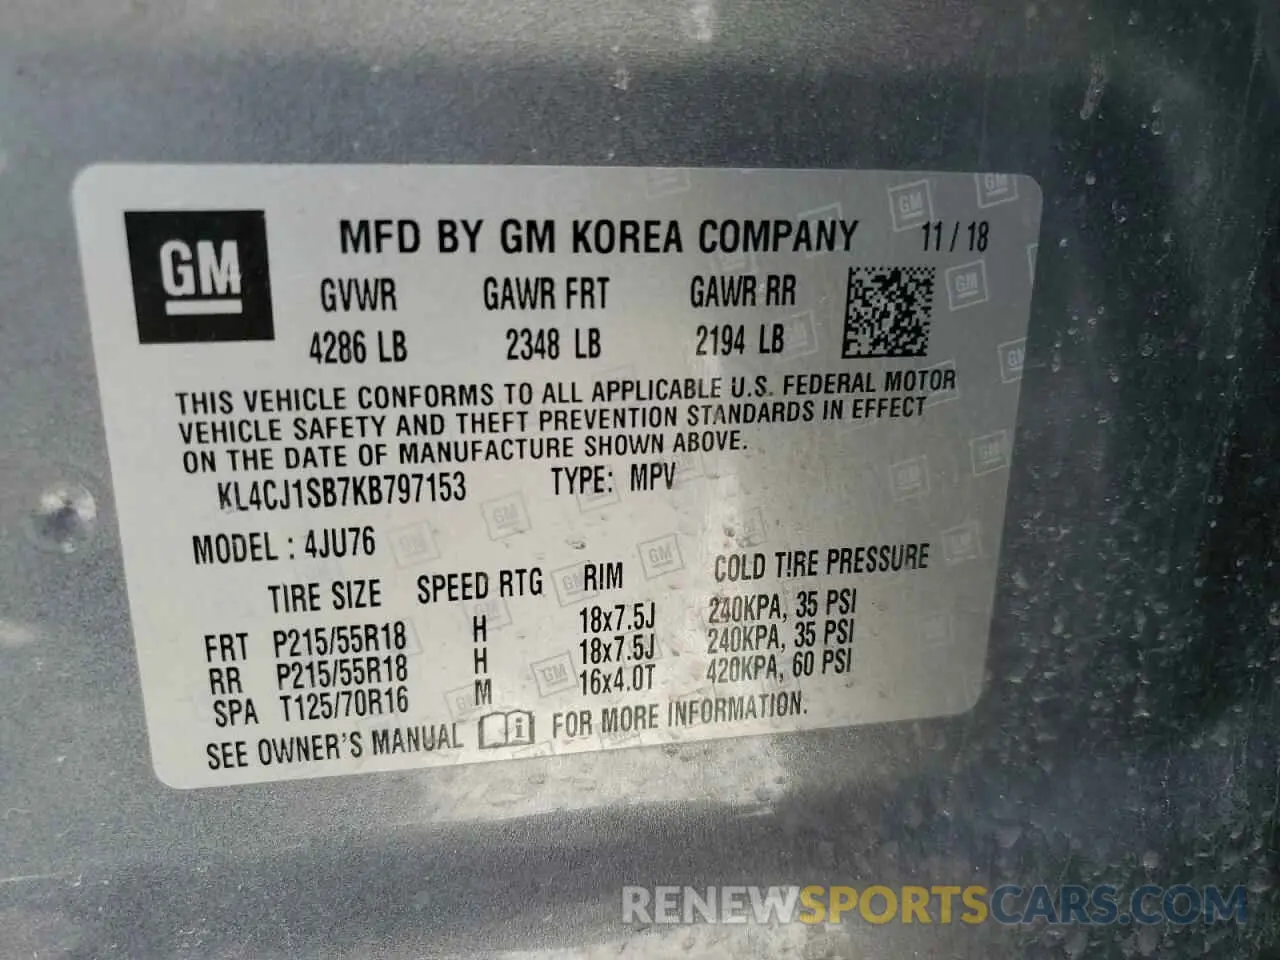 GM
MFD BY GM KOREA COMPANY 11 / 18
GVWR GAWR FRT GAWR RR
4286 LB 2348 LB 2194 LB
THIS VEHICLE CONFORMS TO ALL APPLICABLE U.S. FEDERAL MOTOR
VEHICLE SAFETY AND THEFT PREVENTION STANDARDS IN EFFECT
ON THE DATE OF MANUFACTURE SHOWN ABOVE.
KL4CJ1SB7KB797153 TYPE: MPV
MODEL : 4JU76
TIRE SIZE SPEED RTG RIM COLD TIRE PRESSURE
FRT P215/55R18 H 18x7.5J 240KPA, 35 PSI
RR P215/55R18 H 18x7.5J 240KPA, 35 PSI
SPA T125/70R16 M 16x4.0T 420KPA, 60 PSI
SEE OWNER'S MANUAL FOR MORE INFORMATION.
RENEWSPORTSCARS.COM